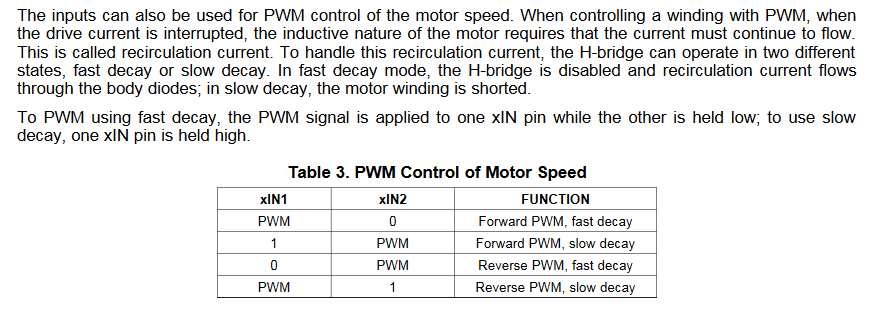 The inputs can also be used for PWM control of the motor speed. When controlling a winding with PWM, when
the drive current is interrupted, the inductive nature of the motor requires that the current must continue to flow.
This is called recirculation current. To handle this recirculation current, the H-bridge can operate in two different
states, fast decay or slow decay. In fast decay mode, the H-bridge is disabled and recirculation current flows
through the body diodes; in slow decay, the motor winding is shorted.
To PWM using fast decay, the PWM signal is applied to one xIN pin while the other is held low; to use slow
decay, one xIN pin is held high.
Table 3. PWM Control of Motor Speed
xIN1 xIN2 FUNCTION
PWM 0 Forward PWM, fast decay
1 PWM Forward PWM, slow decay
0 PWM Reverse PWM, fast decay
PWM 1 Reverse PWM, slow decay